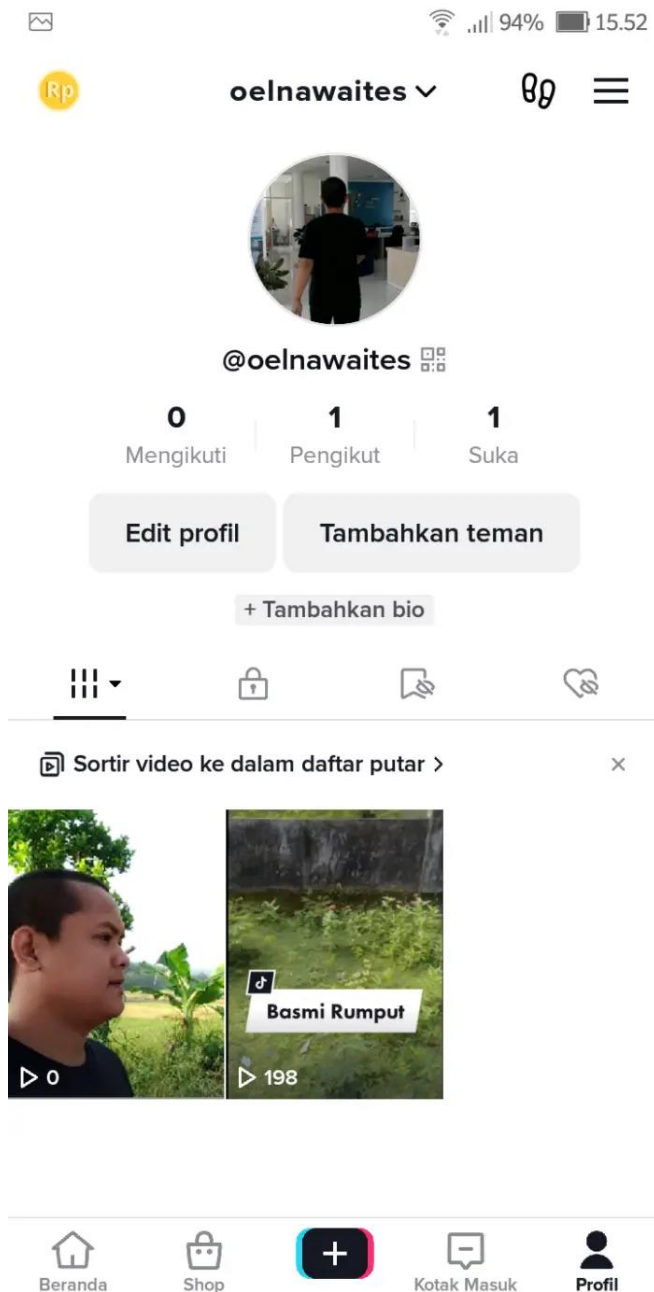 94% 15.52
Rp oelnawaites
@oelnawaites
0 1 1
Mengikuti Pengikut Suka
Edit profil Tambahkan teman
+ Tambahkan bio
Sortir video ke dalam daftar putar >
Basmi Rumput
0 198
Beranda Shop Kotak Masuk Profil